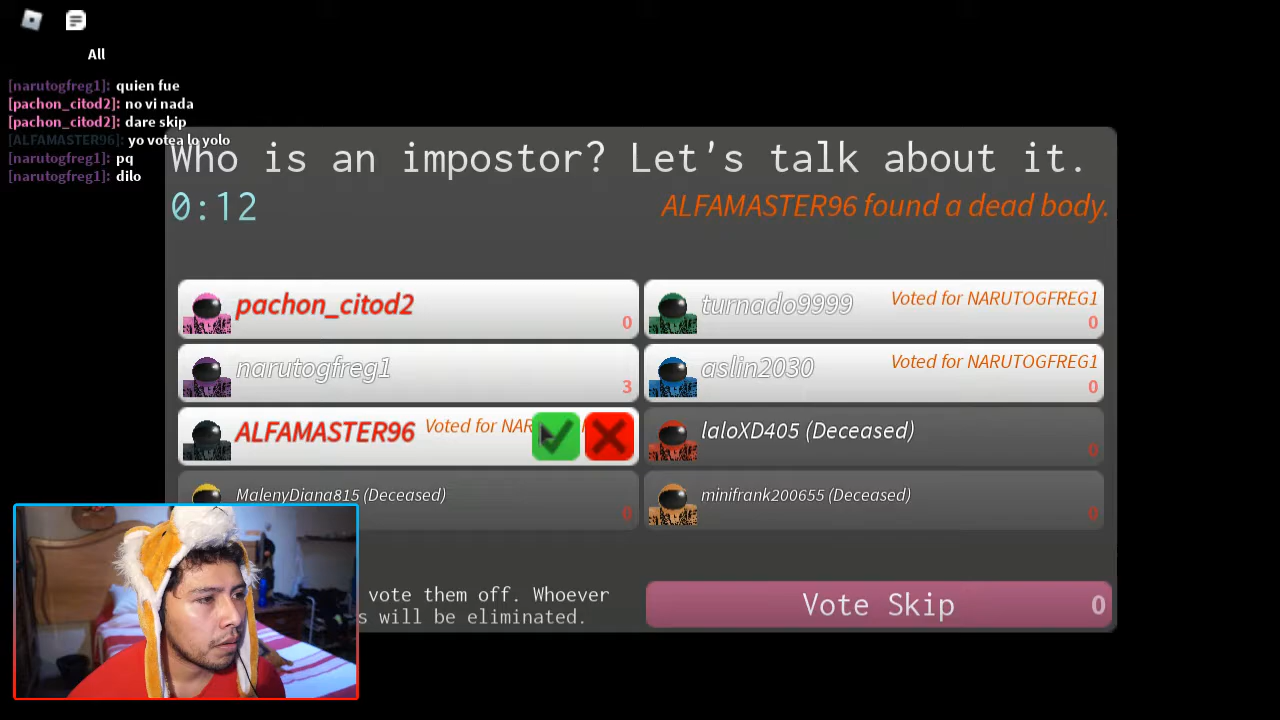 All
[narutogfreg1]: quien fue
[pachon_citod2]: no vi nada
[pachon_citod2]: dare skip
[ALFAMASTER96]: yo votea lo yolo
[narutogfreg1]: pq
[narutogfreg1]: dilo
Who is an impostor? Let's talk about it.
0:12
ALFAMASTER96 found a dead body.
pachon_citod2
0
turnado9999
Voted for NARUTOGFREG1
0
narutogfreg1
3
aslin2030
Voted for NARUTOGFREG1
0
ALFAMASTER96
Voted for NAR
laloXD405 (Deceased)
0
MalenyDiana815 (Deceased)
0
minifrank200655 (Deceased)
0
vote them off. Whoever
s will be eliminated.
Vote Skip
0